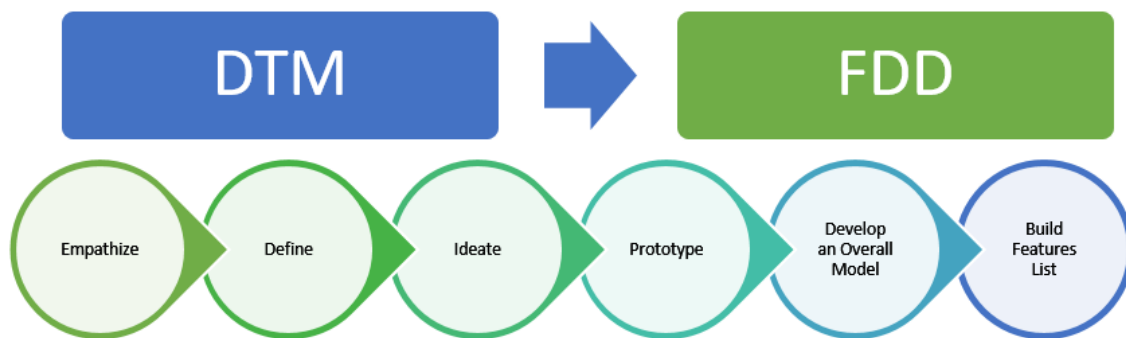 DTM
FDD
Empathize
Define
Ideate
Prototype
Develop
an Overall
Model
Build
Features
List